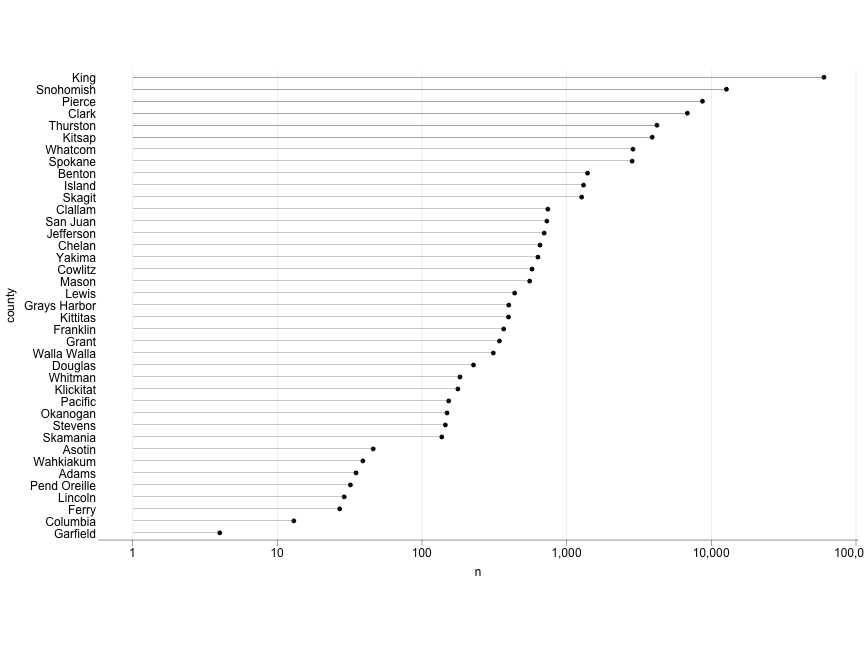 King
Snohomish
Pierce
Clark
Thurston
Kitsap
Whatcom
Spokane
Benton
Island
Skagit
Clallam
San Juan
Jefferson
Chelan
Yakima
Cowlitz
Mason
Lewis
Grays Harbor
Kittitas
Franklin
Grant
Walla Walla
Douglas
Whitman
Klickitat
Pacific
Okanogan
Stevens
Skamania
Asotin
Wahkiakum
Adams
Pend Oreille
Lincoln
Ferry
Columbia
Garfield
county
1 10 100 1,000 10,000 100,0
n